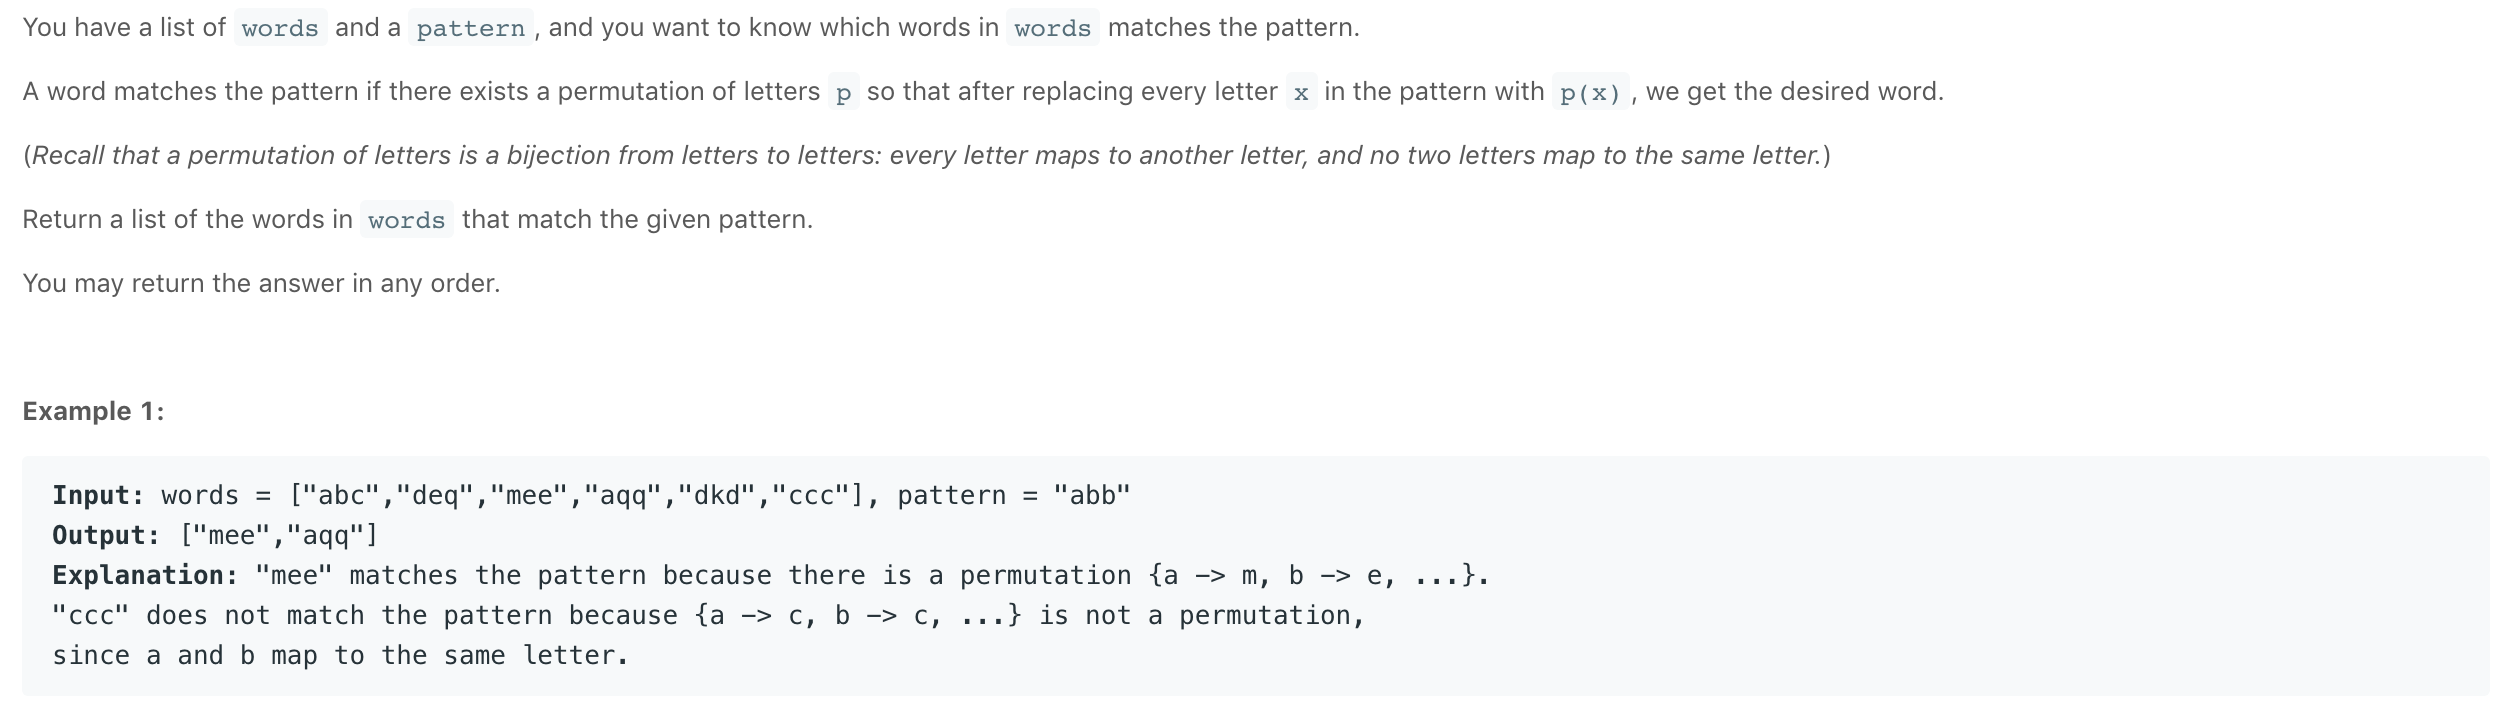 You have a list of words and a pattern, and you want to know which words in words matches the pattern.
A word matches the pattern if there exists a permutation of letters p so that after replacing every letter x in the pattern with p(x), we get the desired word.
(Recall that a permutation of letters is a bijection from letters to letters: every letter maps to another letter, and no two letters map to the same letter.)
Return a list of the words in words that match the given pattern.
You may return the answer in any order.
Example 1:
Input: words = ["abc","deq","mee","aqq","dkd","ccc"], pattern = "abb"
Output: ["mee","aqq"]
Explanation: "mee" matches the pattern because there is a permutation {a -> m, b -> e, ...}.
"ccc" does not match the pattern because {a -> c, b -> c, ...} is not a permutation,
since a and b map to the same letter.